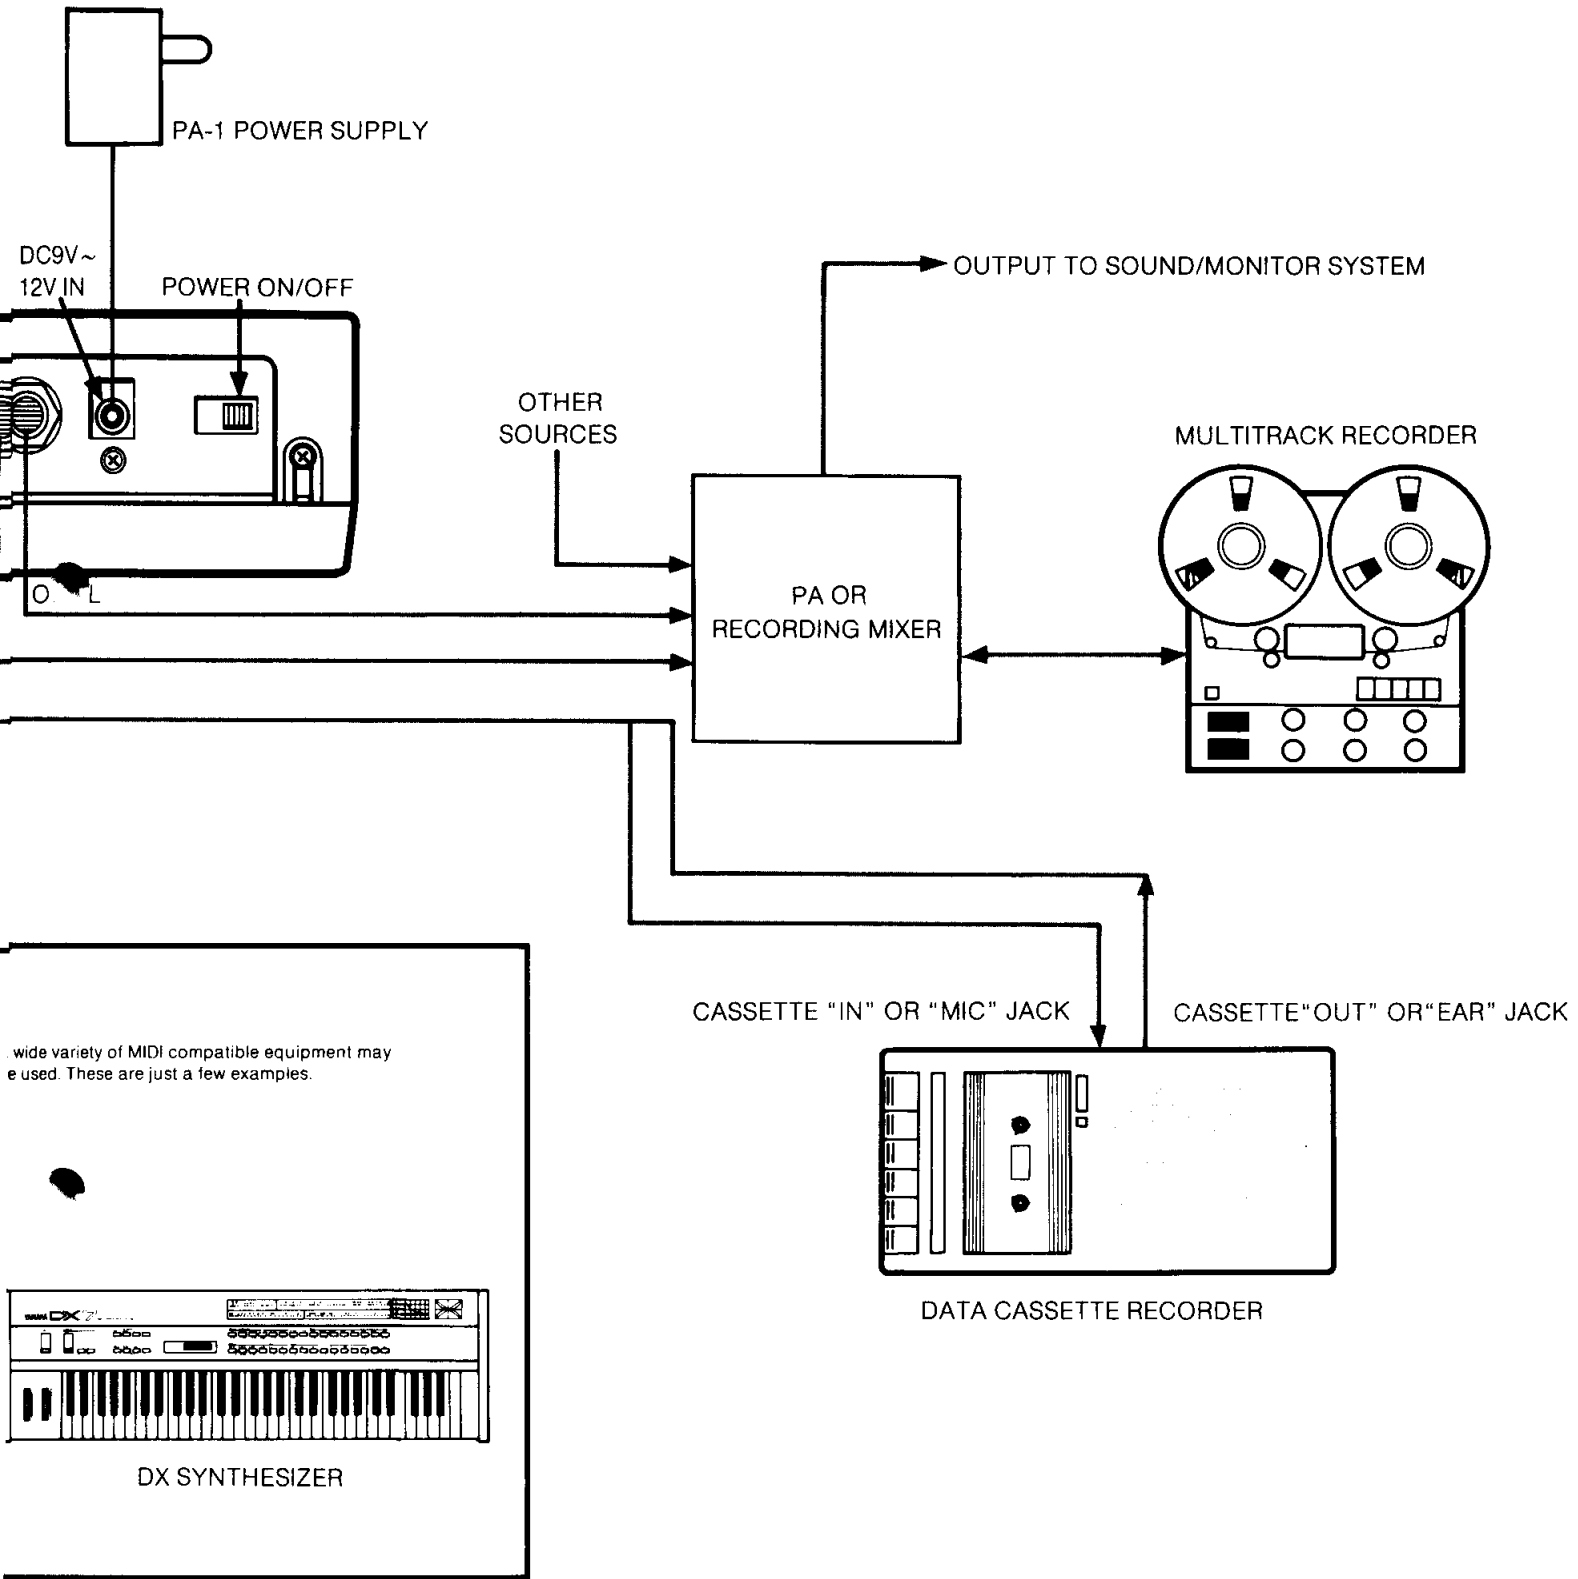 PA-1 POWER SUPPLY
DC9V~
12V IN
POWER ON/OFF
OUTPUT TO SOUND/MONITOR SYSTEM
OTHER
SOURCES
MULTITRACK RECORDER
PA OR
RECORDING MIXER
CASSETTE "IN" OR "MIC" JACK
CASSETTE "OUT" OR "EAR" JACK
wide variety of MIDI compatible equipment may
e used. These are just a few examples.
DATA CASSETTE RECORDER
YAMAHA DX7
DX SYNTHESIZER